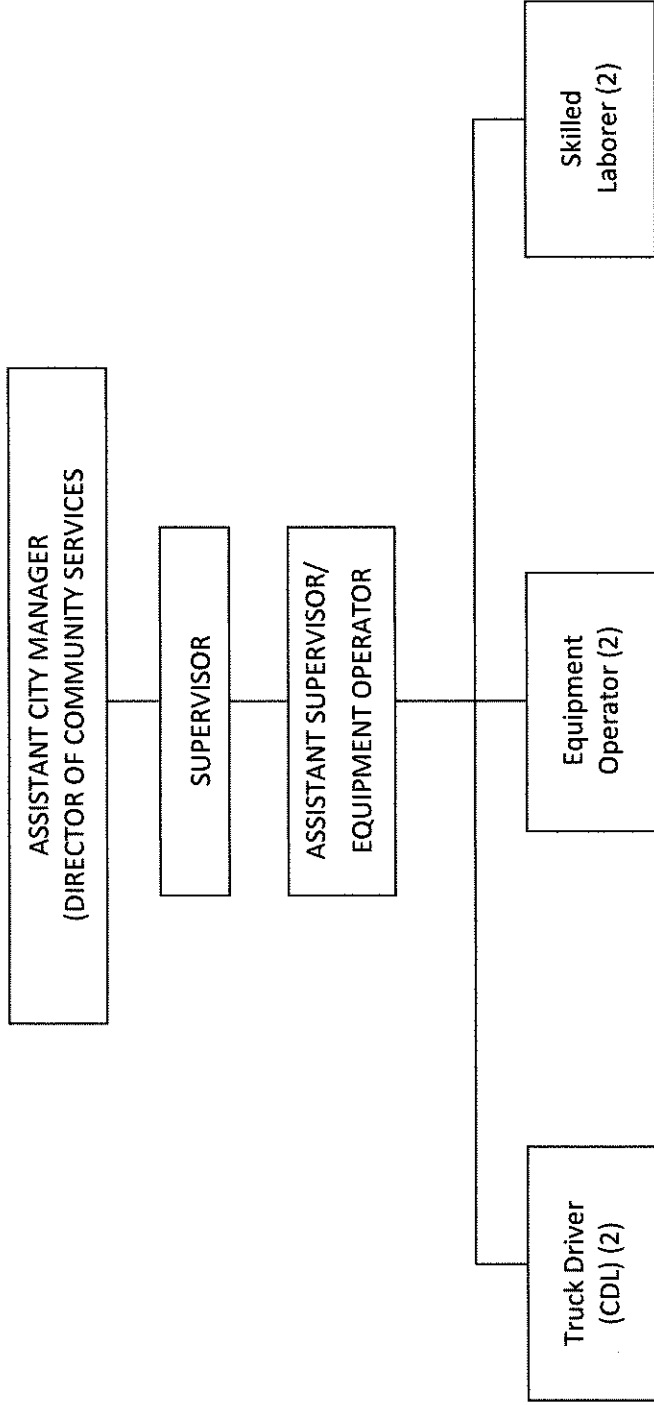 ASSISTANT CITY MANAGER
(DIRECTOR OF COMMUNITY SERVICES
SUPERVISOR
ASSISTANT SUPERVISOR/
EQUIPMENT OPERATOR
Truck Driver
(CDL) (2)
Equipment
Operator (2)
Skilled
Laborer (2)